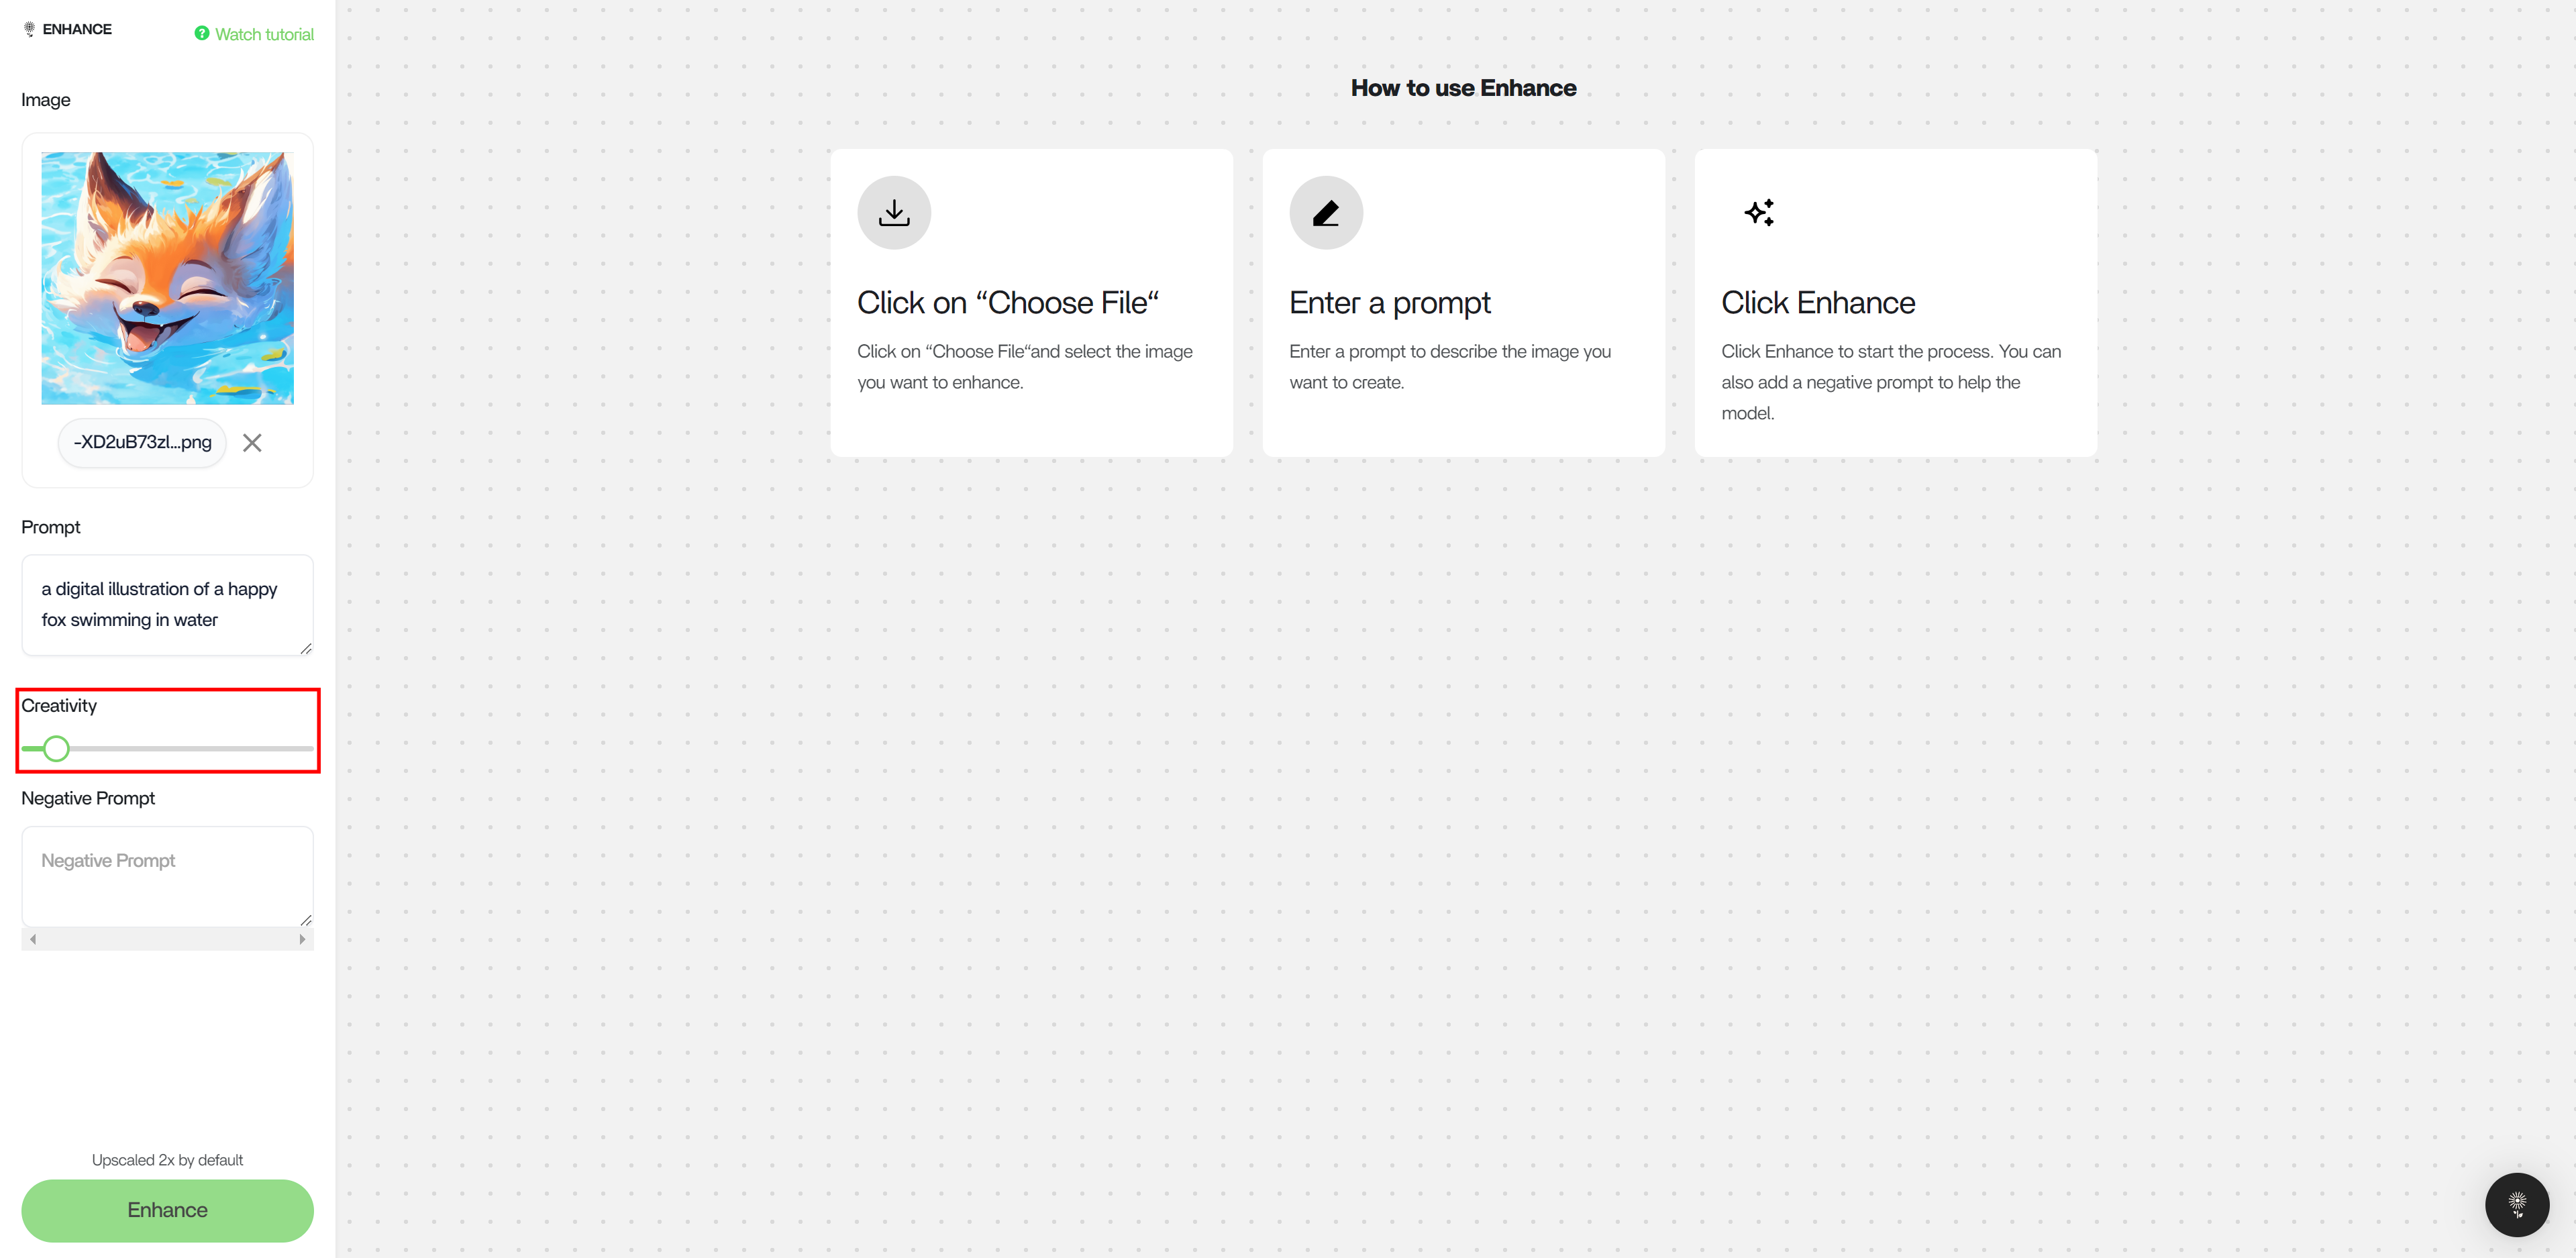 ENHANCE
Watch tutorial
Image
-XD2uB73zl...png
Prompt
a digital illustration of a happy
fox swimming in water
Creativity
Negative Prompt
Negative Prompt
Upscaled 2x by default
Enhance
How to use Enhance
Click on “Choose File“
Click on “Choose File“and select the image
you want to enhance.
Enter a prompt
Enter a prompt to describe the image you
want to create.
Click Enhance
Click Enhance to start the process. You can
also add a negative prompt to help the
model.